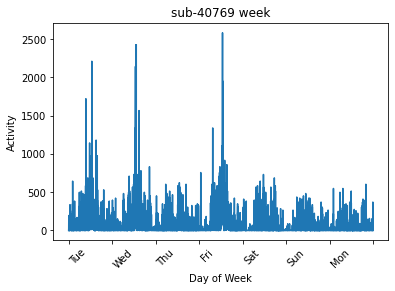 sub-40769 week
2500
2000
1500
1000
500
0
Activity
Tue
Wed
Thu
Fri
Sat
Sun
Mon
Day of Week